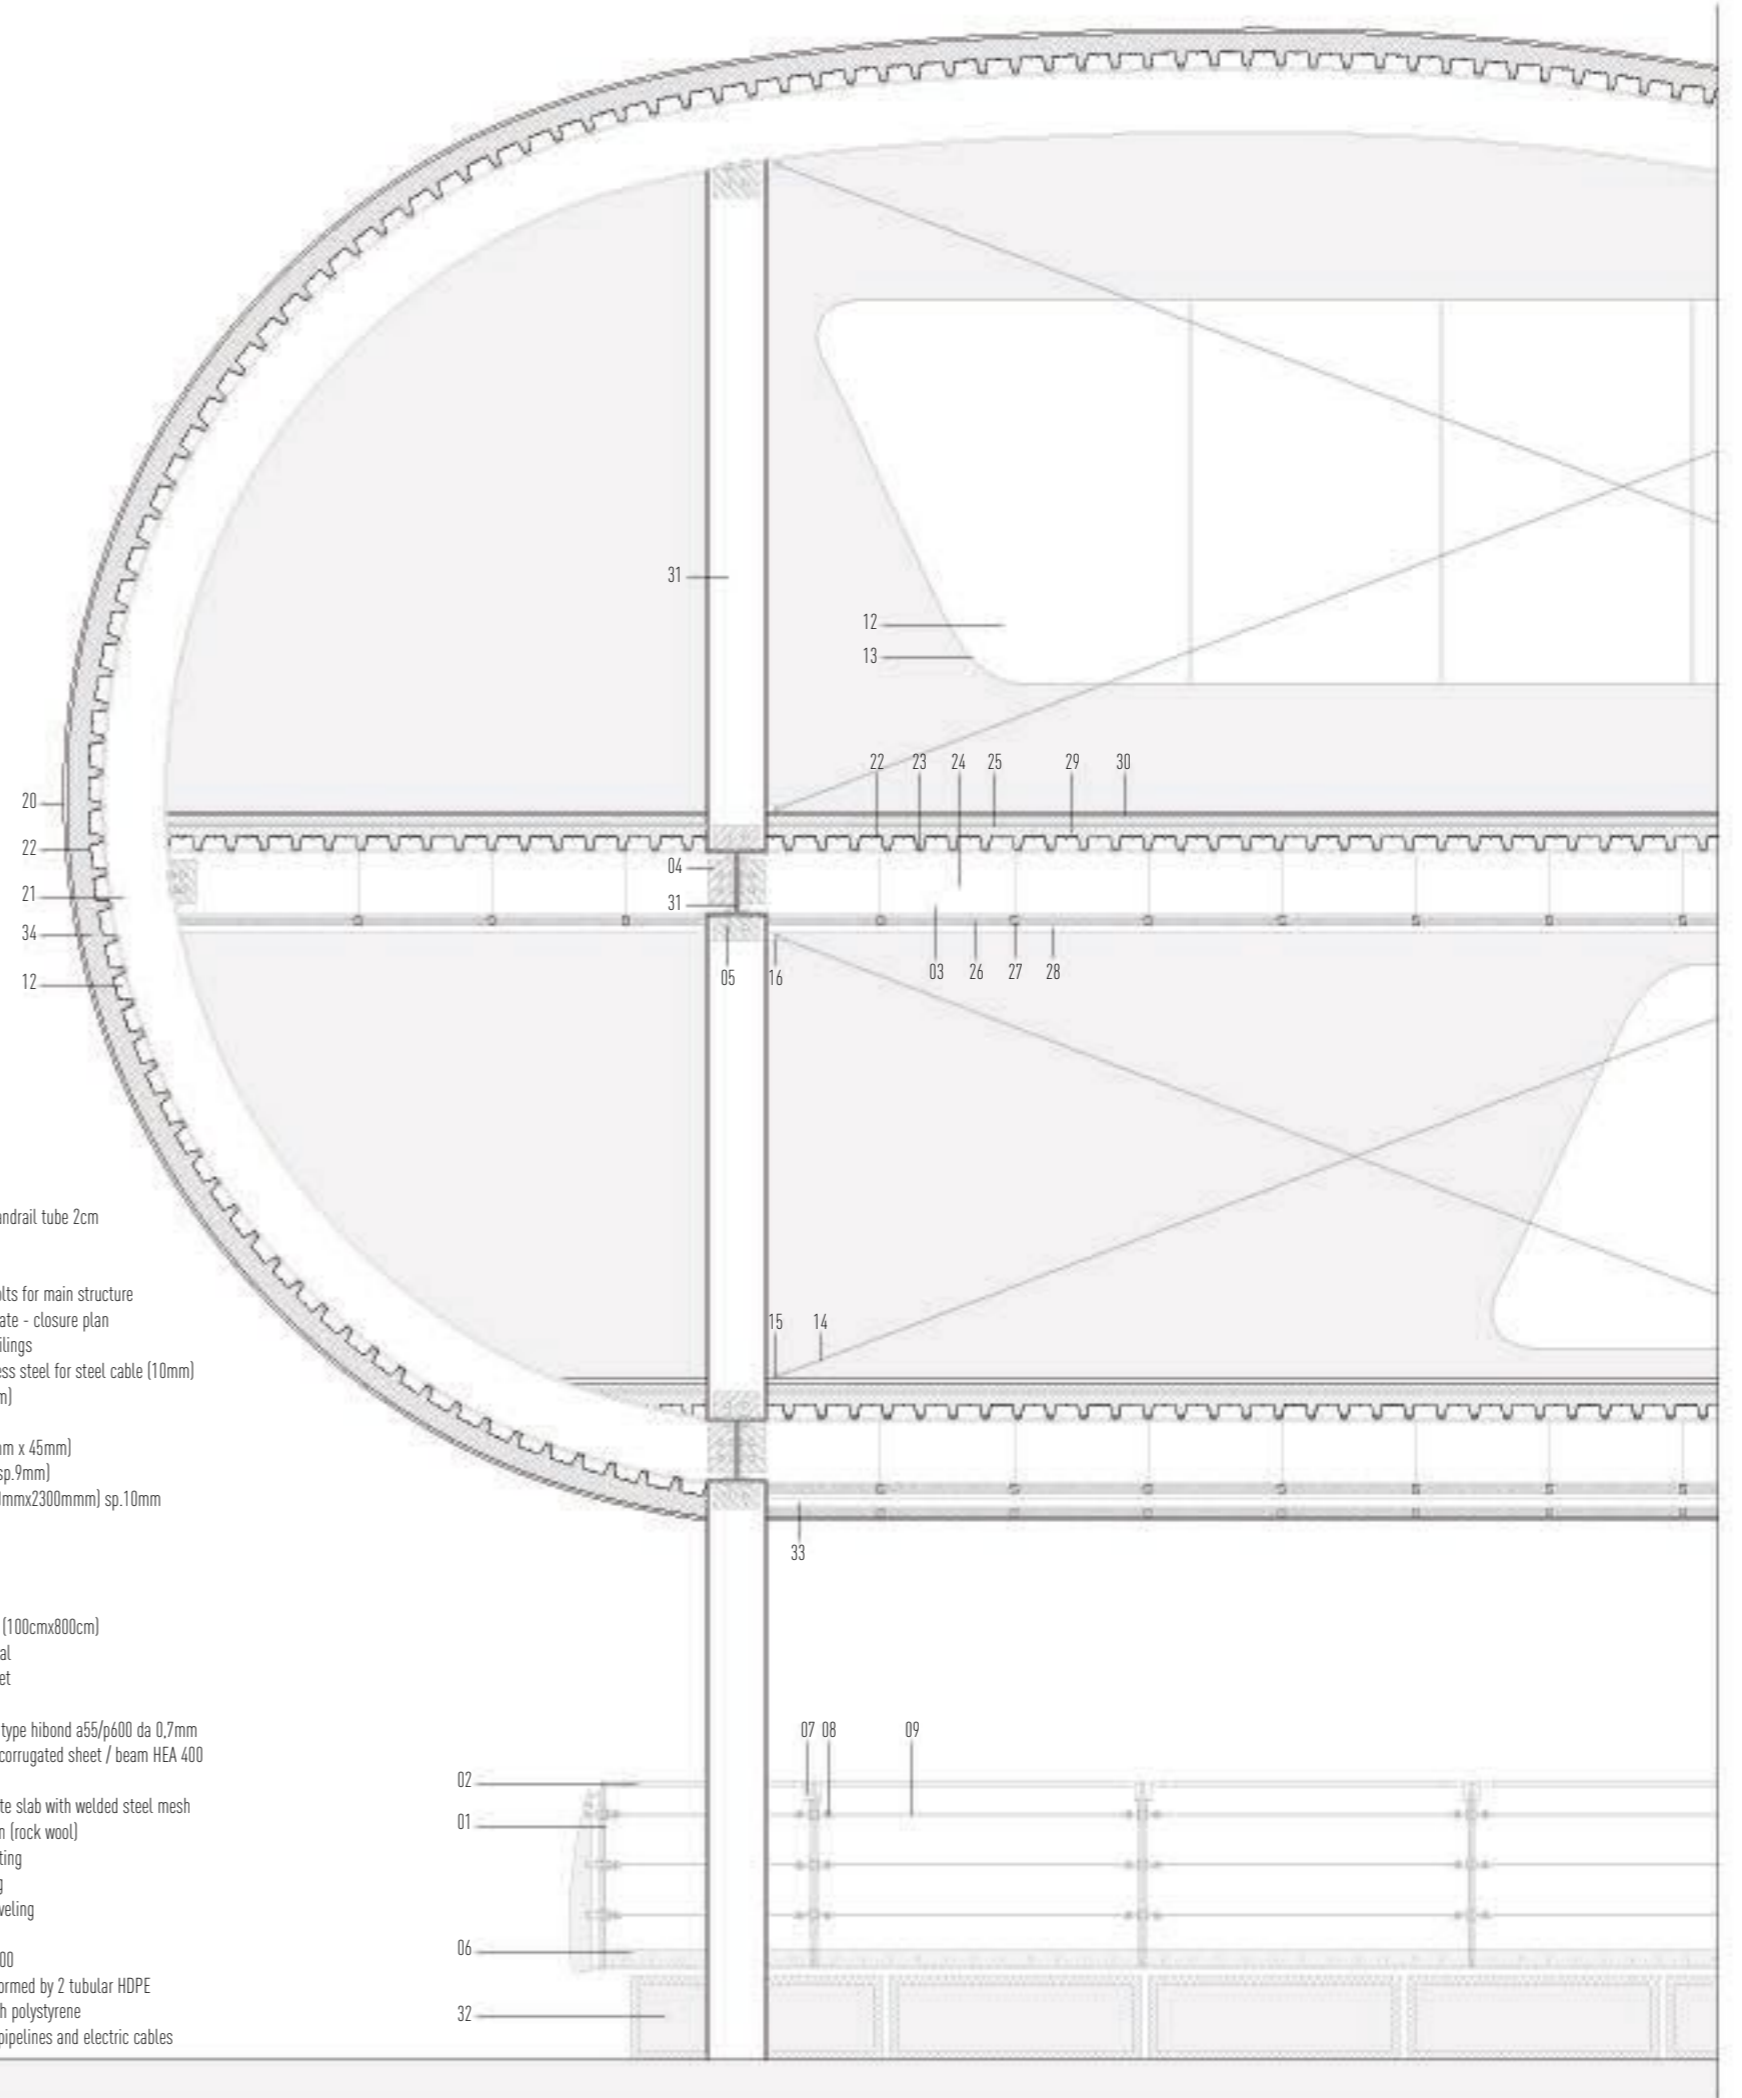 31
12
13
22 23 24 25 29 30
20
22
04
21
31
34
12
05 16 03 26 27 28
andrail tube 2cm
olts for main structure
ate - closure plan
eilings
ess steel for steel cable (10mm)
m)
15 14
nm x 45mm)
sp.9mm)
0mmx2300mmm) sp.10mm
33
(100cmx800cm)
al
et
type hibond a55/p600 da 0,7mm
corrugated sheet / beam HEA 400
07 08 09
02
te slab with welded steel mesh
01
n (rock wool)
ting
g
veling
06
00
ormed by 2 tubular HDPE
h polystyrene
32
pipelines and electric cables